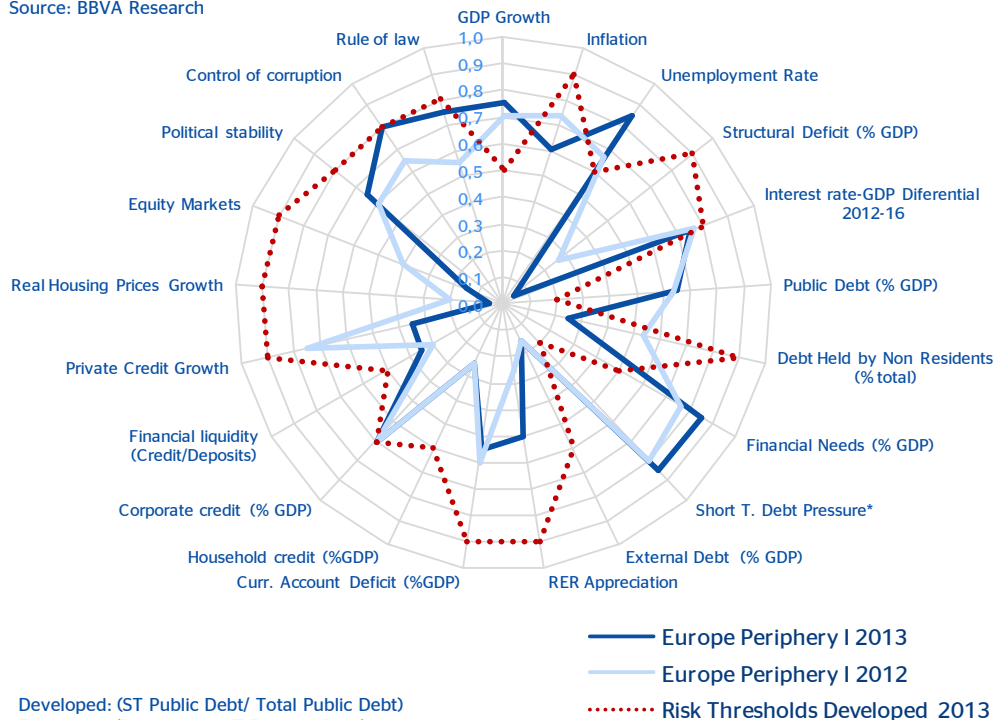 Source: BBVA Research
GDP Growth
Rule of law
Inflation
Control of corruption
Unemployment Rate
Political stability
Structural Deficit (% GDP)
Equity Markets
Interest rate-GDP Diferential
2012-16
Real Housing Prices Growth
Public Debt (% GDP)
Private Credit Growth
Debt Held by Non Residents
(% total)
Financial liquidity
(Credit/Deposits)
Financial Needs (% GDP)
Corporate credit (% GDP)
Short T. Debt Pressure*
Household credit (%GDP)
External Debt (% GDP)
Curr. Account Deficit (%GDP)
RER Appreciation
1,0
0,9
0,8
0,7
0,6
0,5
0,4
0,3
0,2
0,1
0,0
Europe Periphery I 2013
Europe Periphery I 2012
Risk Thresholds Developed 2013
Developed: (ST Public Debt/ Total Public Debt)